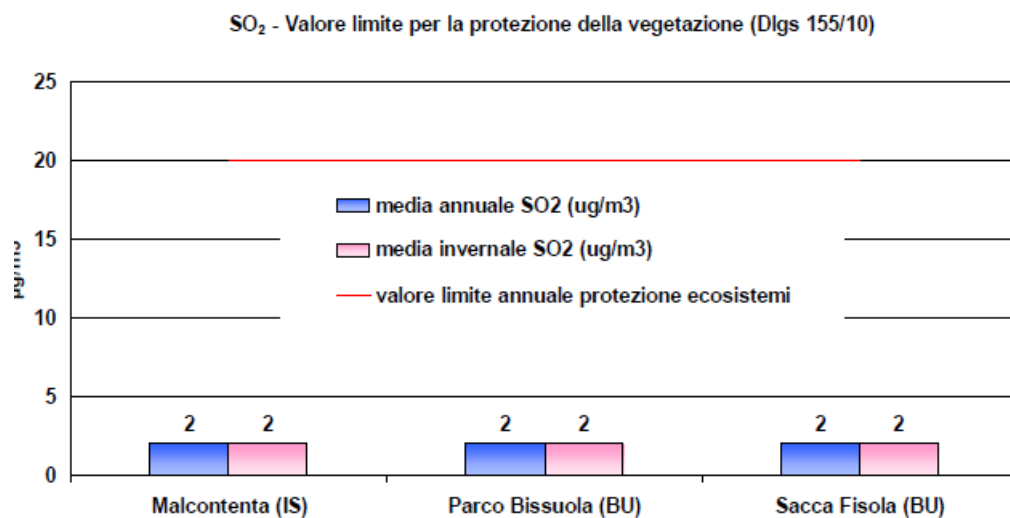 SO₂ - Valore limite per la protezione della vegetazione (Dlgs 155/10)
25
20
media annuale SO2 (ug/m3)
media invernale SO2 (ug/m3)
15
valore limite annuale protezione ecosistemi
10
5
2 2 2 2 2 2
0
Malcontenta (IS) Parco Bissuola (BU) Sacca Fisola (BU)